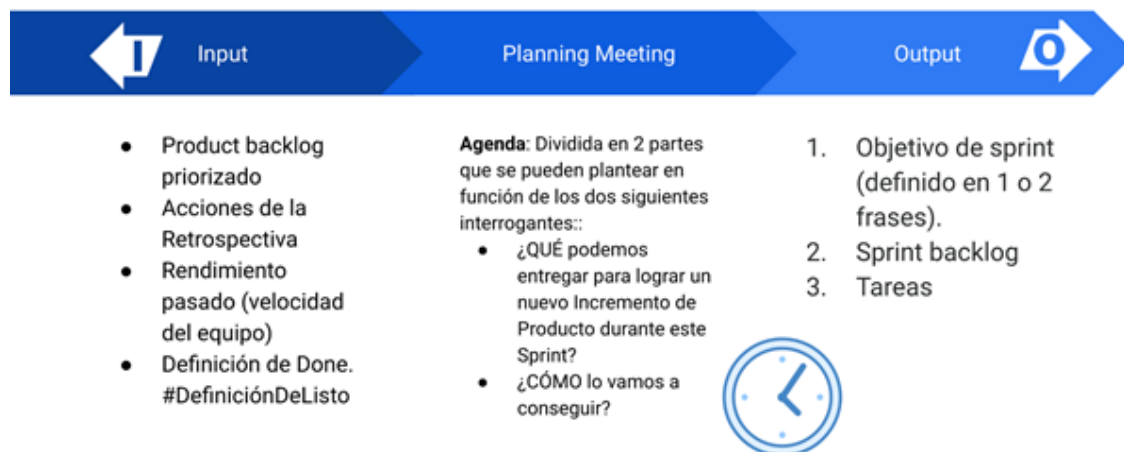 I
Input
Planning Meeting
Output
O
● Product backlog
priorizado
● Acciones de la
Retrospectiva
● Rendimiento
pasado (velocidad
del equipo)
● Definición de Done.
#DefiniciónDeListo
Agenda: Dividida en 2 partes
que se pueden plantear en
función de los dos siguientes
interrogantes::
● ¿QUÉ podemos
entregar para lograr un
nuevo Incremento de
Producto durante este
Sprint?
● ¿CÓMO lo vamos a
conseguir?
1. Objetivo de sprint
(definido en 1 o 2
frases).
2. Sprint backlog
3. Tareas